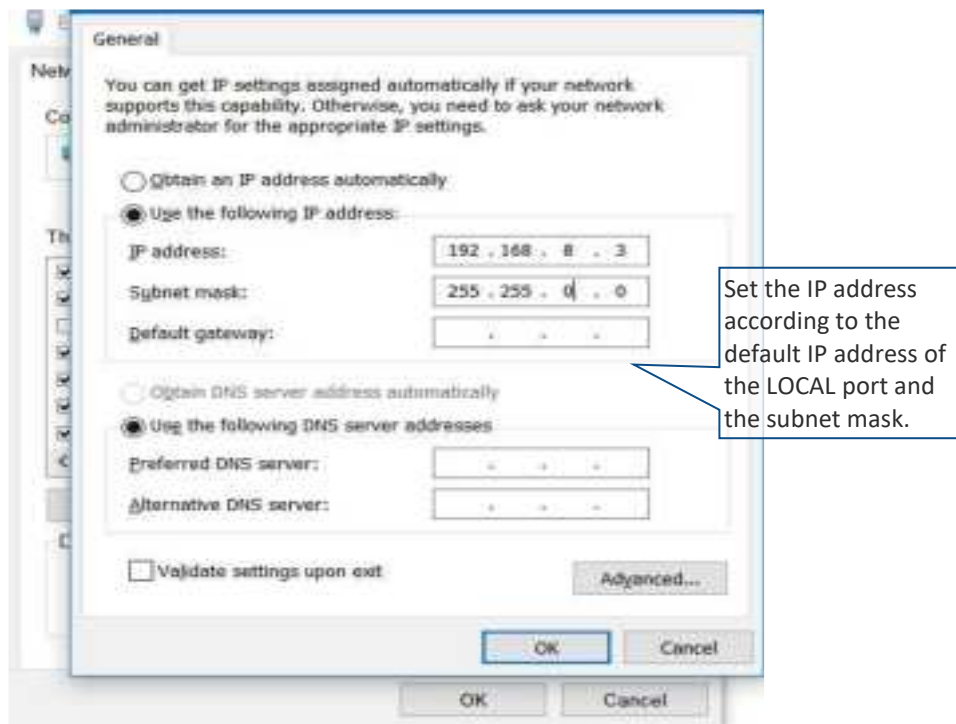 General
Netw
You can get IP settings assigned automatically if your network
supports this capability. Otherwise, you need to ask your network
administrator for the appropriate IP settings.
Co
Obtain an IP address automatically
Use the following IP address:
Th
IP address: 192 . 168 . 8 . 3
Subnet mask: 255 . 255 . 0 . 0
Default gateway: . . .
Set the IP address
according to the
default IP address of
the LOCAL port and
the subnet mask.
Obtain DNS server address automatically
Use the following DNS server addresses
Preferred DNS server: . . .
Alternative DNS server: . . .
Validate settings upon exit
Advanced...
OK Cancel
OK Cancel